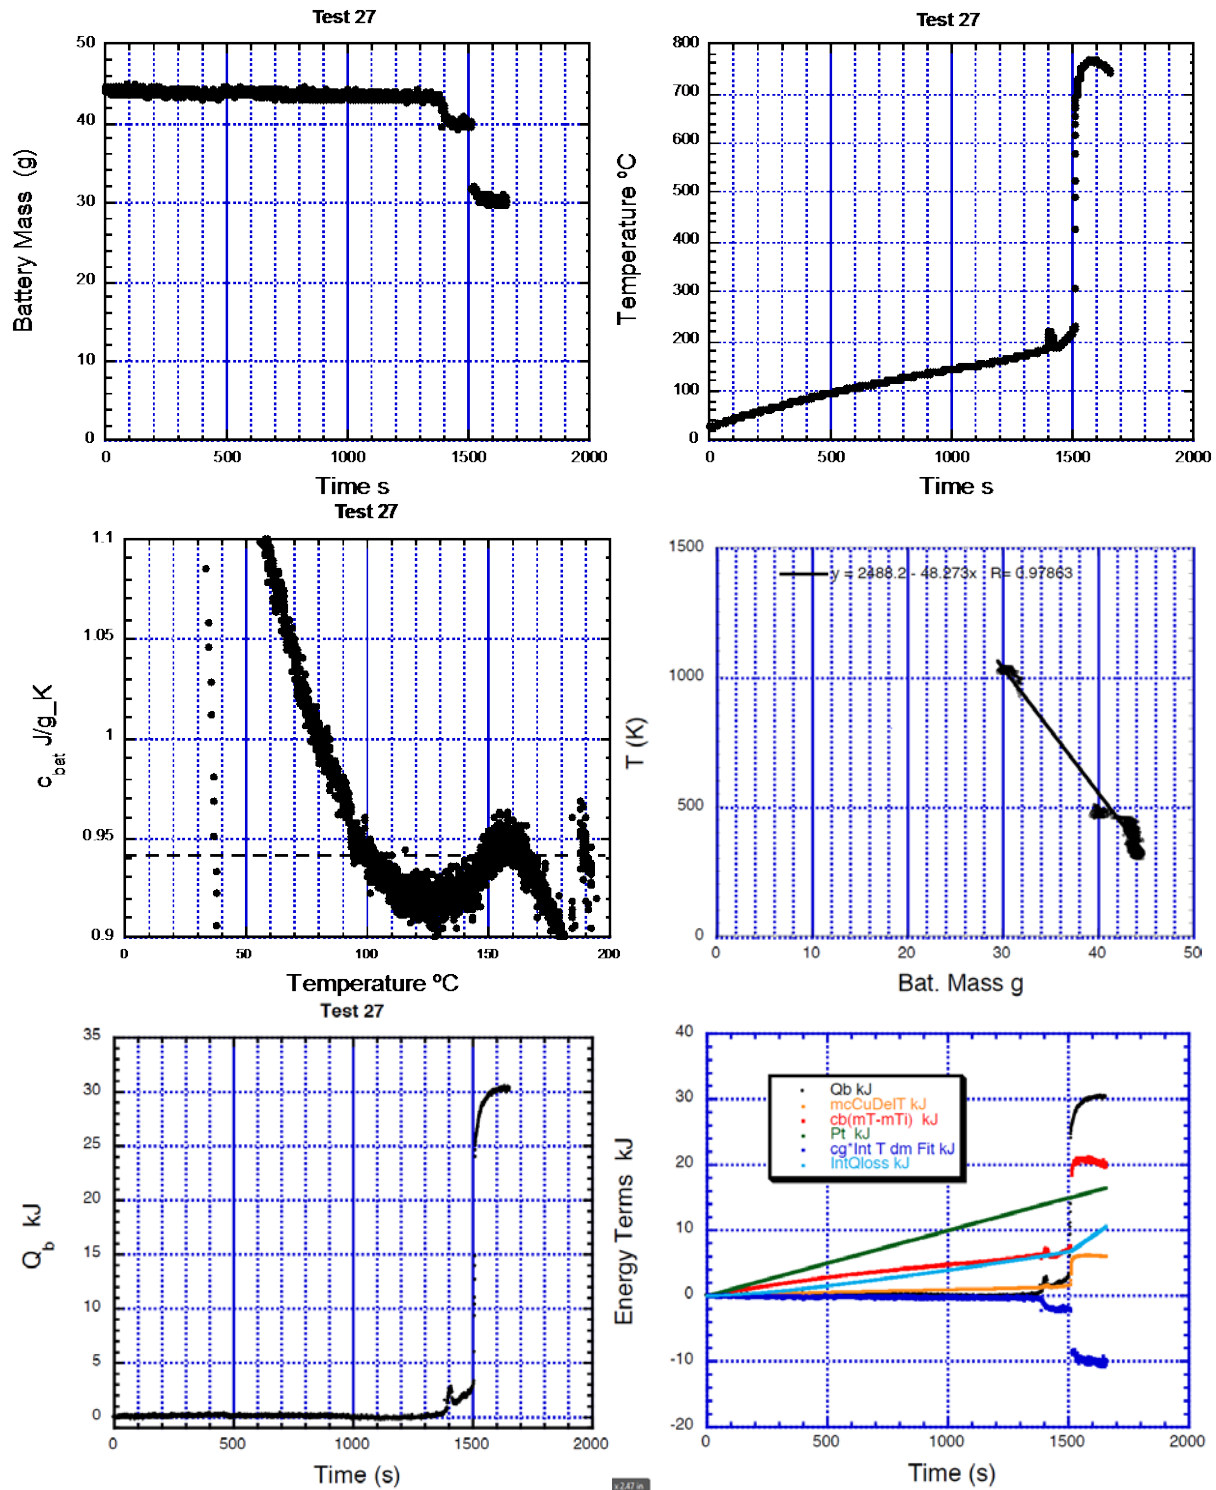 Test 27
50
40
30
20
10
0
0
500
1000
1500
2000
Battery Mass (g)
Time s
Test 27
800
700
600
500
400
300
200
100
0
0
500
1000
1500
2000
Temperature ºC
Time s
Test 27
1.1
1.05
1
0.95
0.9
0
50
100
150
200
c_bat J/g_K
Temperature ºC
y = 2488.2 - 48.273x R= 0.97863
1500
1000
500
0
0
10
20
30
40
50
T (K)
Bat. Mass g
Test 27
35
30
25
20
15
10
5
0
0
500
1000
1500
2000
Q_b kJ
Time (s)
40
30
20
10
0
-10
-20
0
500
1000
1500
2000
Energy Terms kJ
Qb kJ
mcCuDelT kJ
cb(mT-mTi) kJ
Pt kJ
cg*Int T dm Fit kJ
IntQloss kJ
Time (s)
x 2.47 in